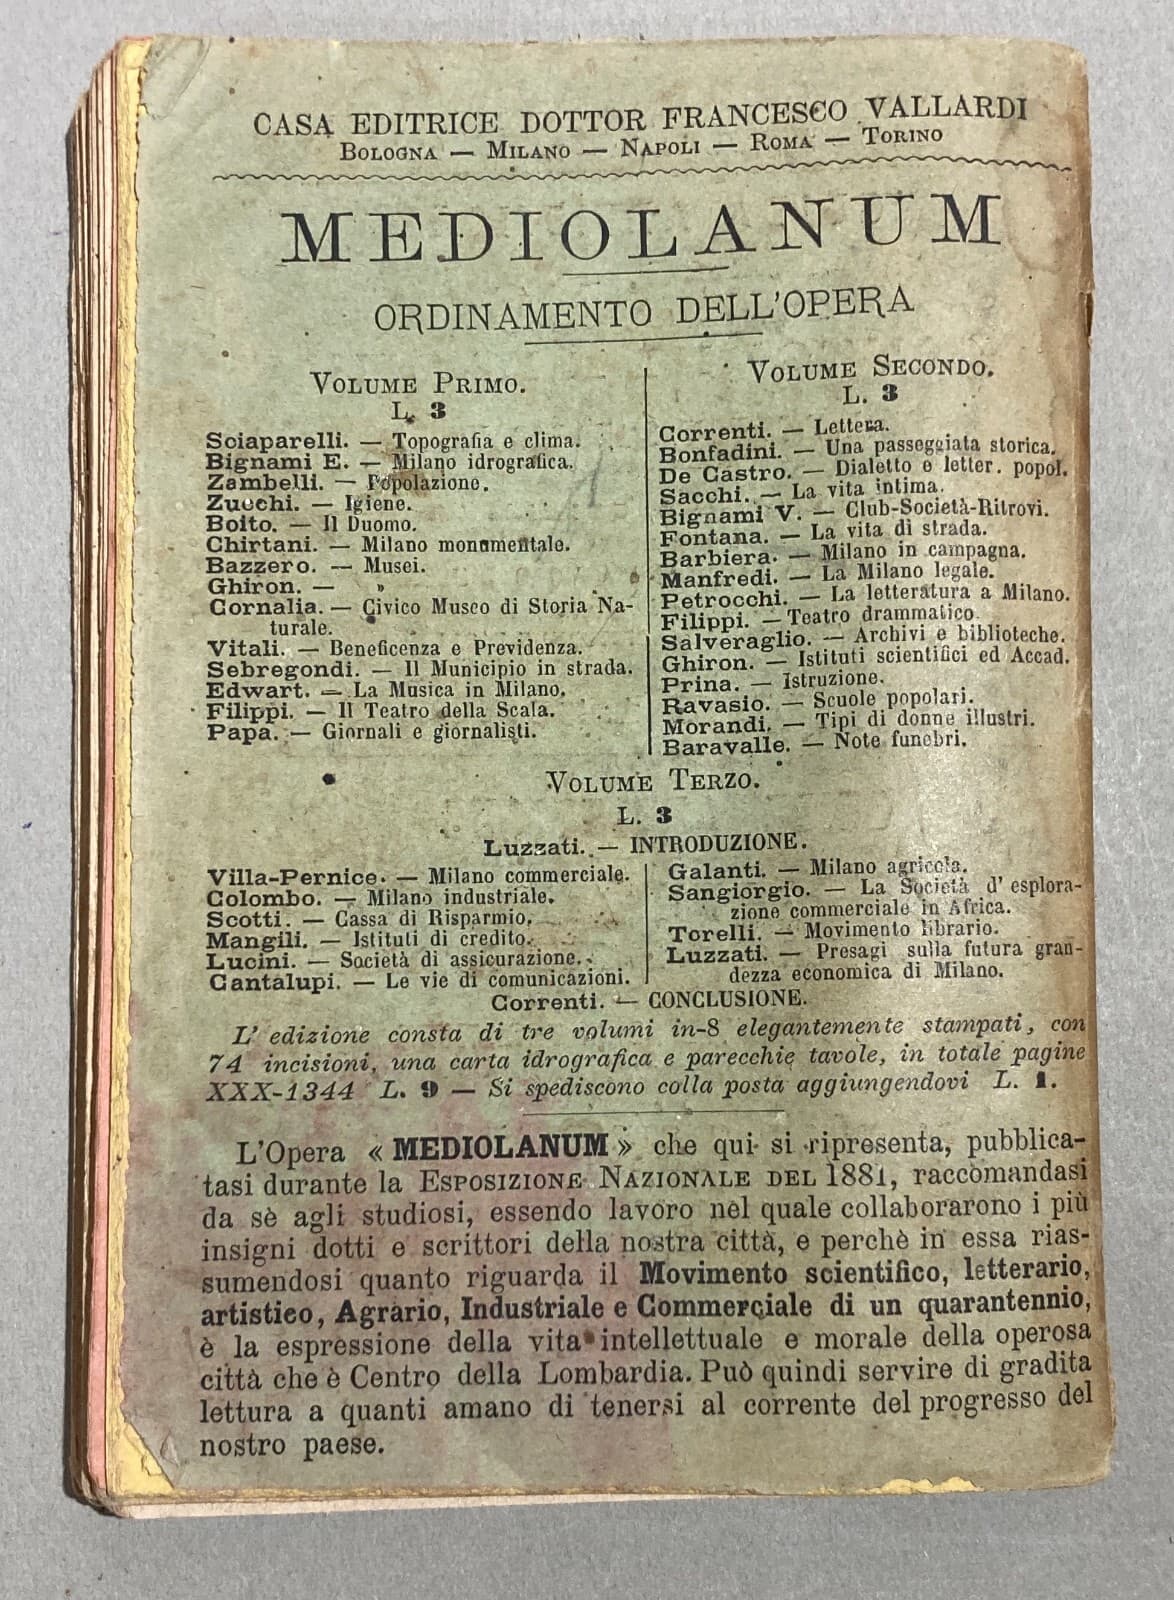 CASA EDITRICE DOTTOR FRANCESCO VALLARDI
BOLOGNA — MILANO — NAPOLI — ROMA — TORINO
MEDIOLANUM
ORDINAMENTO DELL'OPERA
VOLUME PRIMO.
L. 3
Sciaparelli. — Topografia e clima.
Bignami E. — Milano idrografica.
Zambelli. — Popolazione.
Zucchi. — Igiene.
Boito. — Il Duomo.
Chirtani. — Milano monumentale.
Bazzero. — Musei.
Ghiron. — »
Cornalia. — Civico Museo di Storia Na-
turale.
Vitali. — Beneficenza e Previdenza.
Sebregondi. — Il Municipio in strada.
Edwart. — La Musica in Milano.
Filippi. — Il Teatro della Scala.
Papa. — Giornali e giornalisti.
VOLUME SECONDO.
L. 3
Correnti. — Lettera.
Bonfadini. — Una passeggiata storica.
De Castro. — Dialetto e letter. popol.
Sacchi. — La vita intima.
Bignami V. — Club-Società-Ritrovi.
Fontana. — La vita di strada.
Barbiera. — Milano in campagna.
Manfredi. — La Milano legale.
Petrocchi. — La letteratura a Milano.
Filippi. — Teatro drammatico.
Salveraglio. — Archivi e biblioteche.
Ghiron. — Istituti scientifici ed Accad.
Prina. — Istruzione.
Ravasio. — Scuole popolari.
Morandi. — Tipi di donne illustri.
Baravalle. — Note funebri.
VOLUME TERZO.
L. 3
Luzzati. — INTRODUZIONE.
Villa-Pernice. — Milano commerciale.
Colombo. — Milano industriale.
Scotti. — Cassa di Risparmio.
Mangili. — Istituti di credito.
Lucini. — Società di assicurazione.
Cantalupi. — Le vie di comunicazioni.
Galanti. — Milano agricola.
Sangiorgio. — La Società d' esplora-
zione commerciale in Africa.
Torelli. — Movimento librario.
Luzzati. — Presagi sulla futura gran-
dezza economica di Milano.
Correnti. — CONCLUSIONE.
L' edizione consta di tre volumi in-8 elegantemente stampati, con
74 incisioni, una carta idrografica e parecchie tavole, in totale pagine
XXX-1344 L. 9 — Si spediscono colla posta aggiungendovi L. 1.
L'Opera « MEDIOLANUM » che qui si ripresenta, pubblica-
tasi durante la ESPOSIZIONE NAZIONALE DEL 1881, raccomandasi
da sè agli studiosi, essendo lavoro nel quale collaborarono i più
insigni dotti e scrittori della nostra città, e perchè in essa rias-
sumendosi quanto riguarda il Movimento scientifico, letterario,
artistico, Agrario, Industriale e Commerciale di un quarantennio,
è la espressione della vita intellettuale e morale della operosa
città che è Centro della Lombardia. Può quindi servire di gradita
lettura a quanti amano di tenersi al corrente del progresso del
nostro paese.